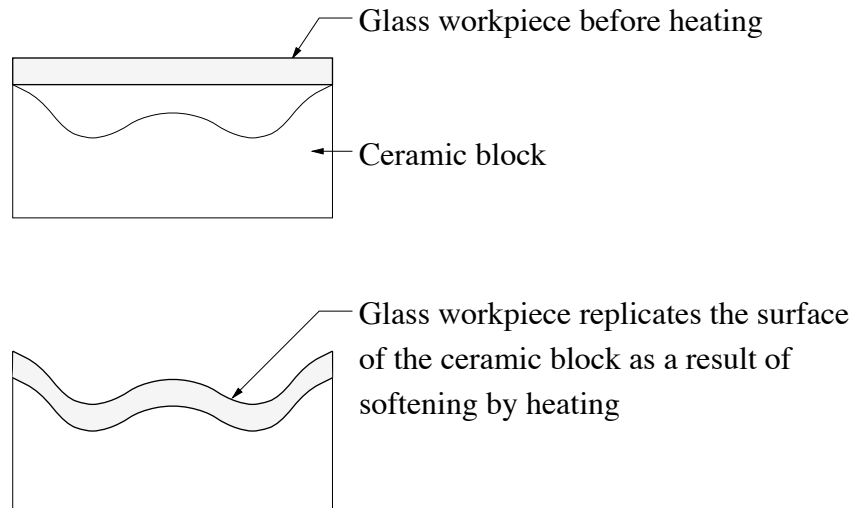 Glass workpiece before heating
Ceramic block
Glass workpiece replicates the surface
of the ceramic block as a result of
softening by heating